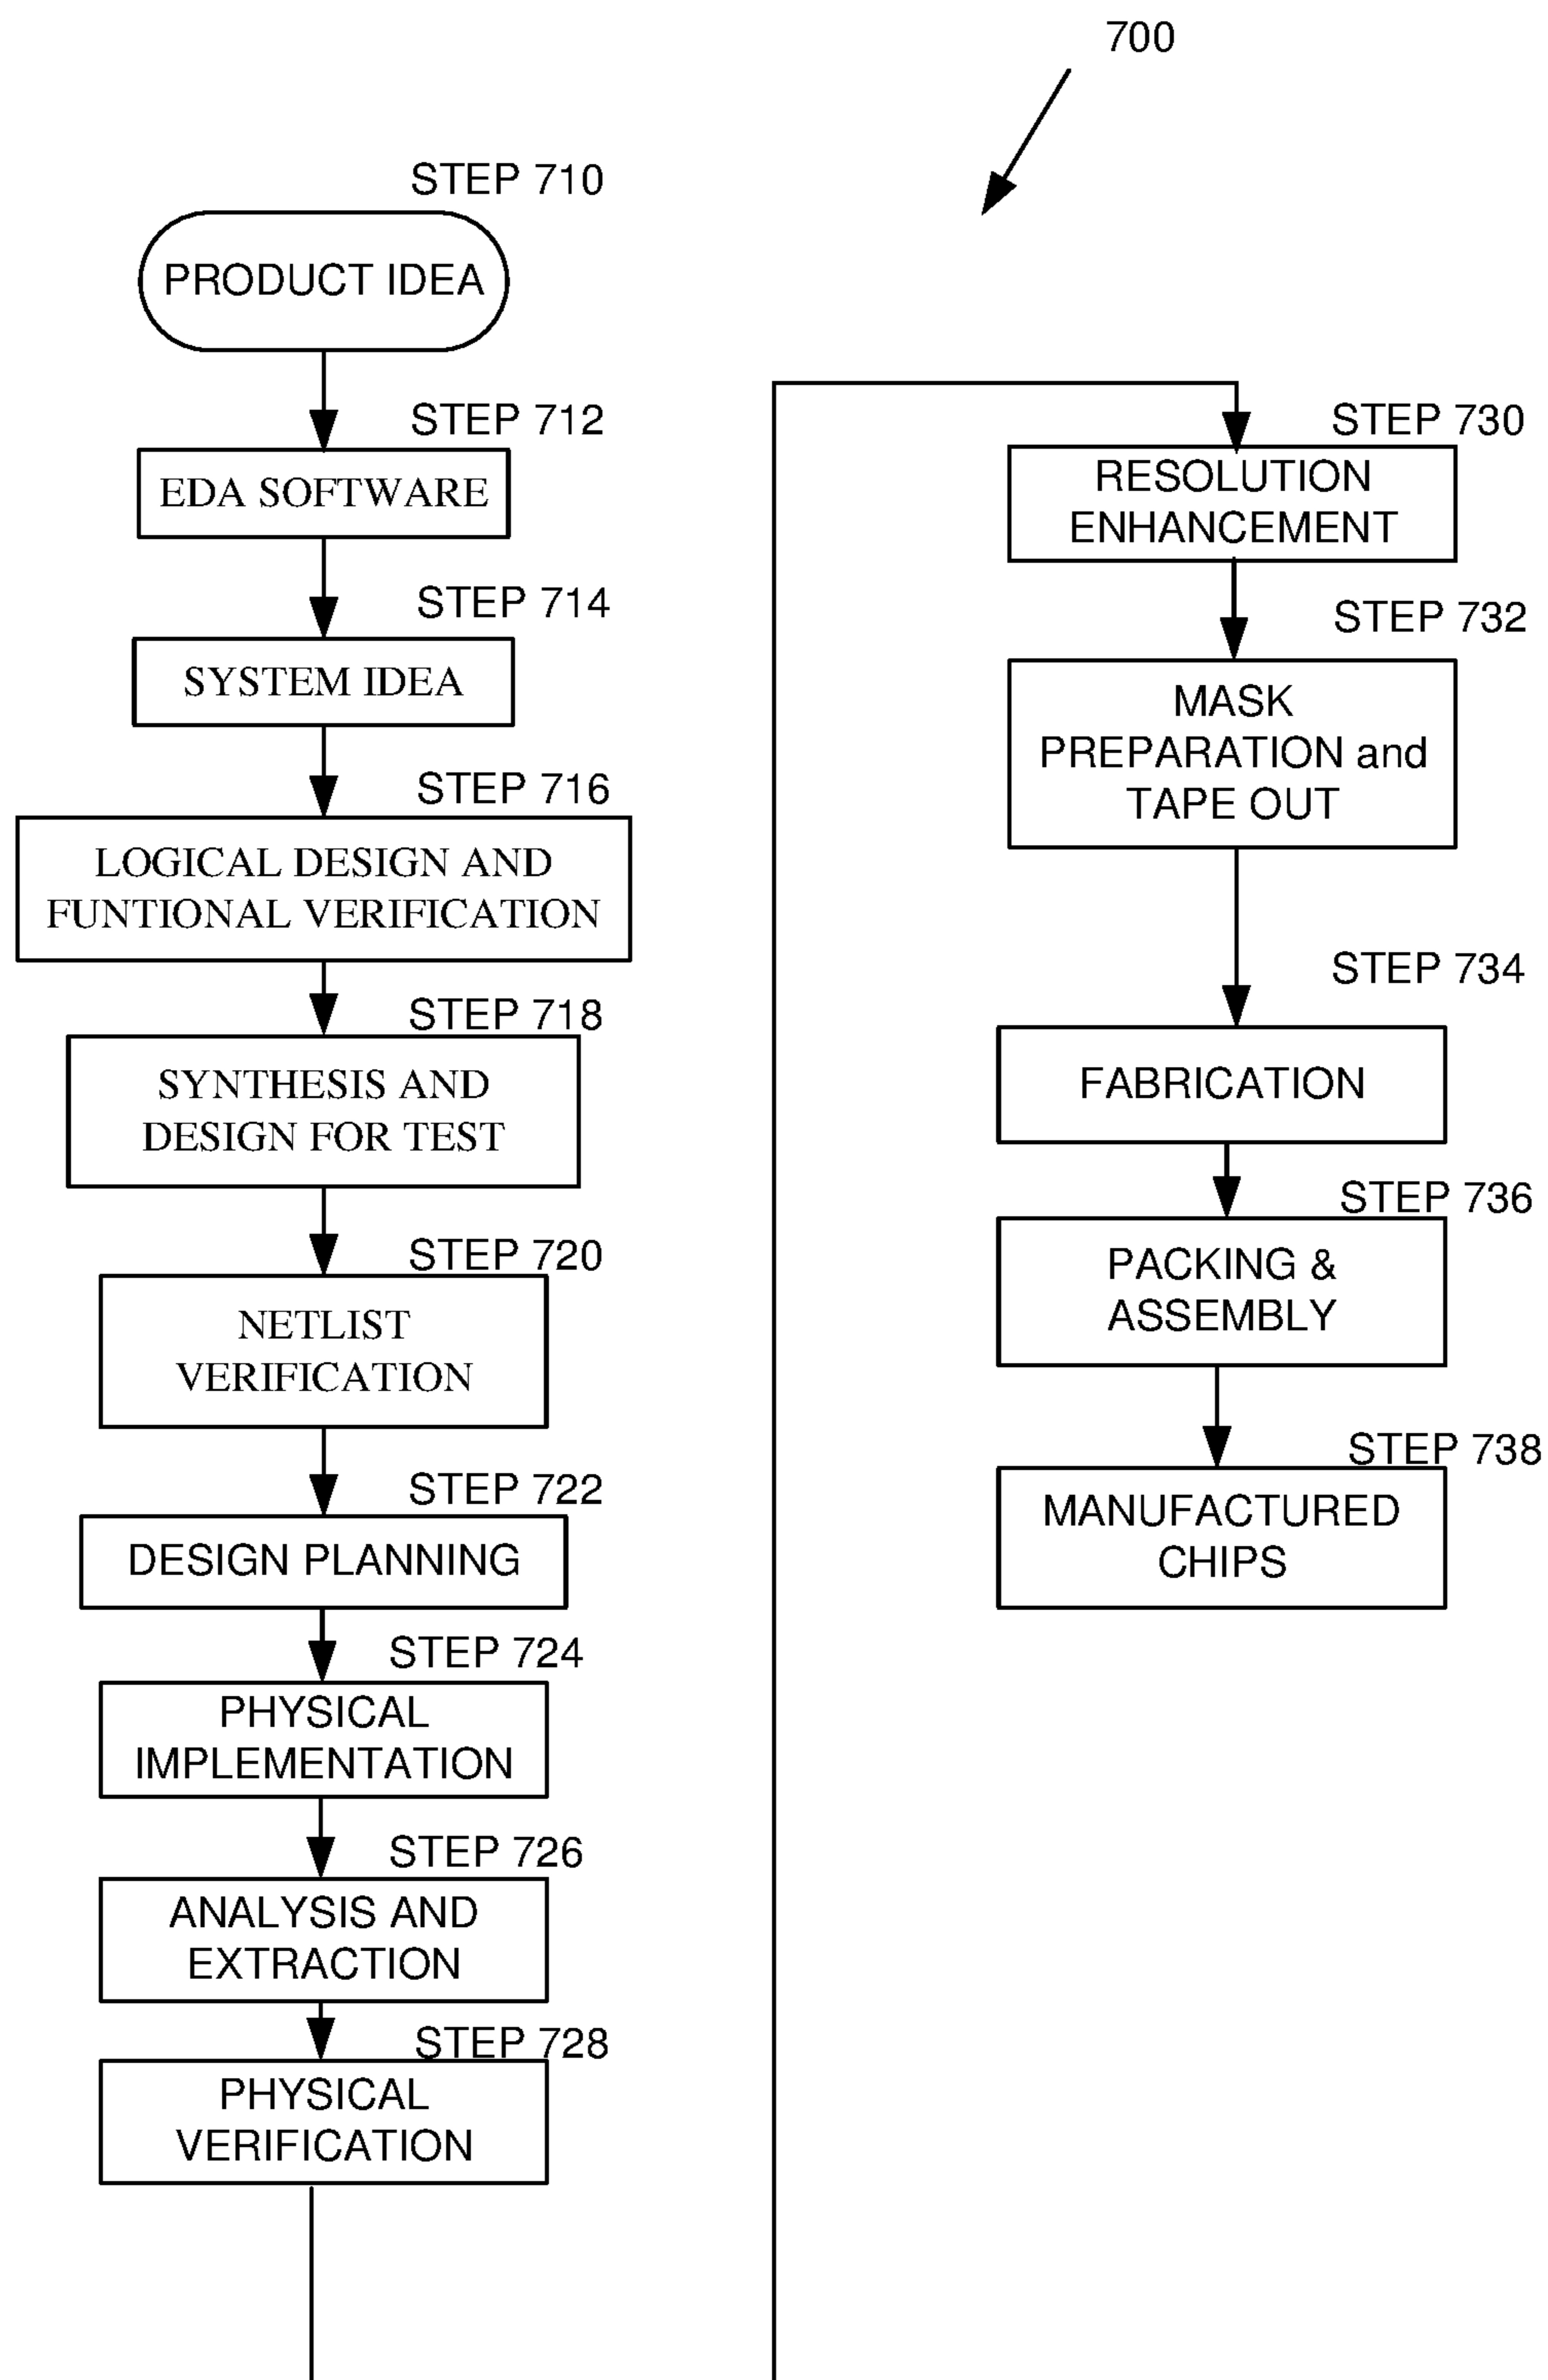 700
STEP 710
PRODUCT IDEA
STEP 712
EDA SOFTWARE
STEP 714
SYSTEM IDEA
STEP 716
LOGICAL DESIGN AND
FUNTIONAL VERIFICATION
STEP 718
SYNTHESIS AND
DESIGN FOR TEST
STEP 720
NETLIST
VERIFICATION
STEP 722
DESIGN PLANNING
STEP 724
PHYSICAL
IMPLEMENTATION
STEP 726
ANALYSIS AND
EXTRACTION
STEP 728
PHYSICAL
VERIFICATION
STEP 730
RESOLUTION
ENHANCEMENT
STEP 732
MASK
PREPARATION and
TAPE OUT
STEP 734
FABRICATION
STEP 736
PACKING &
ASSEMBLY
STEP 738
MANUFACTURED
CHIPS